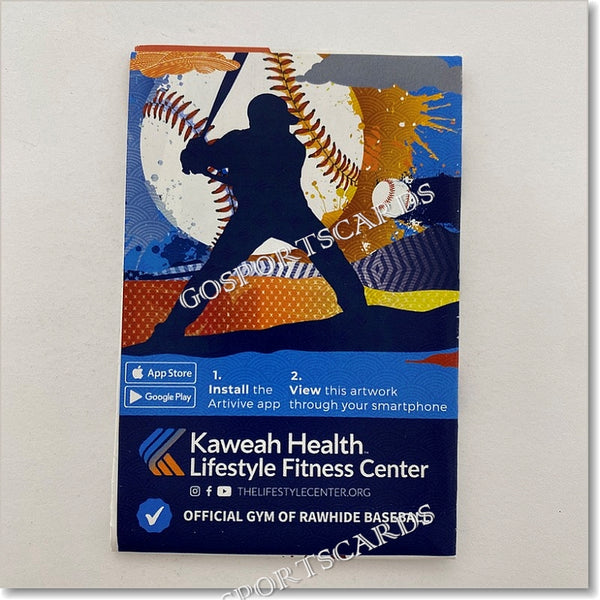 GOSPORTSCARDS
App Store
Google Play
1.
Install the
Artivive app
2.
View this artwork
through your smartphone
Kaweah Health™
Lifestyle Fitness Center
THELIFESTYLECENTER.ORG
OFFICIAL GYM OF RAWHIDE BASEBALL
GOSPORTSCARDS